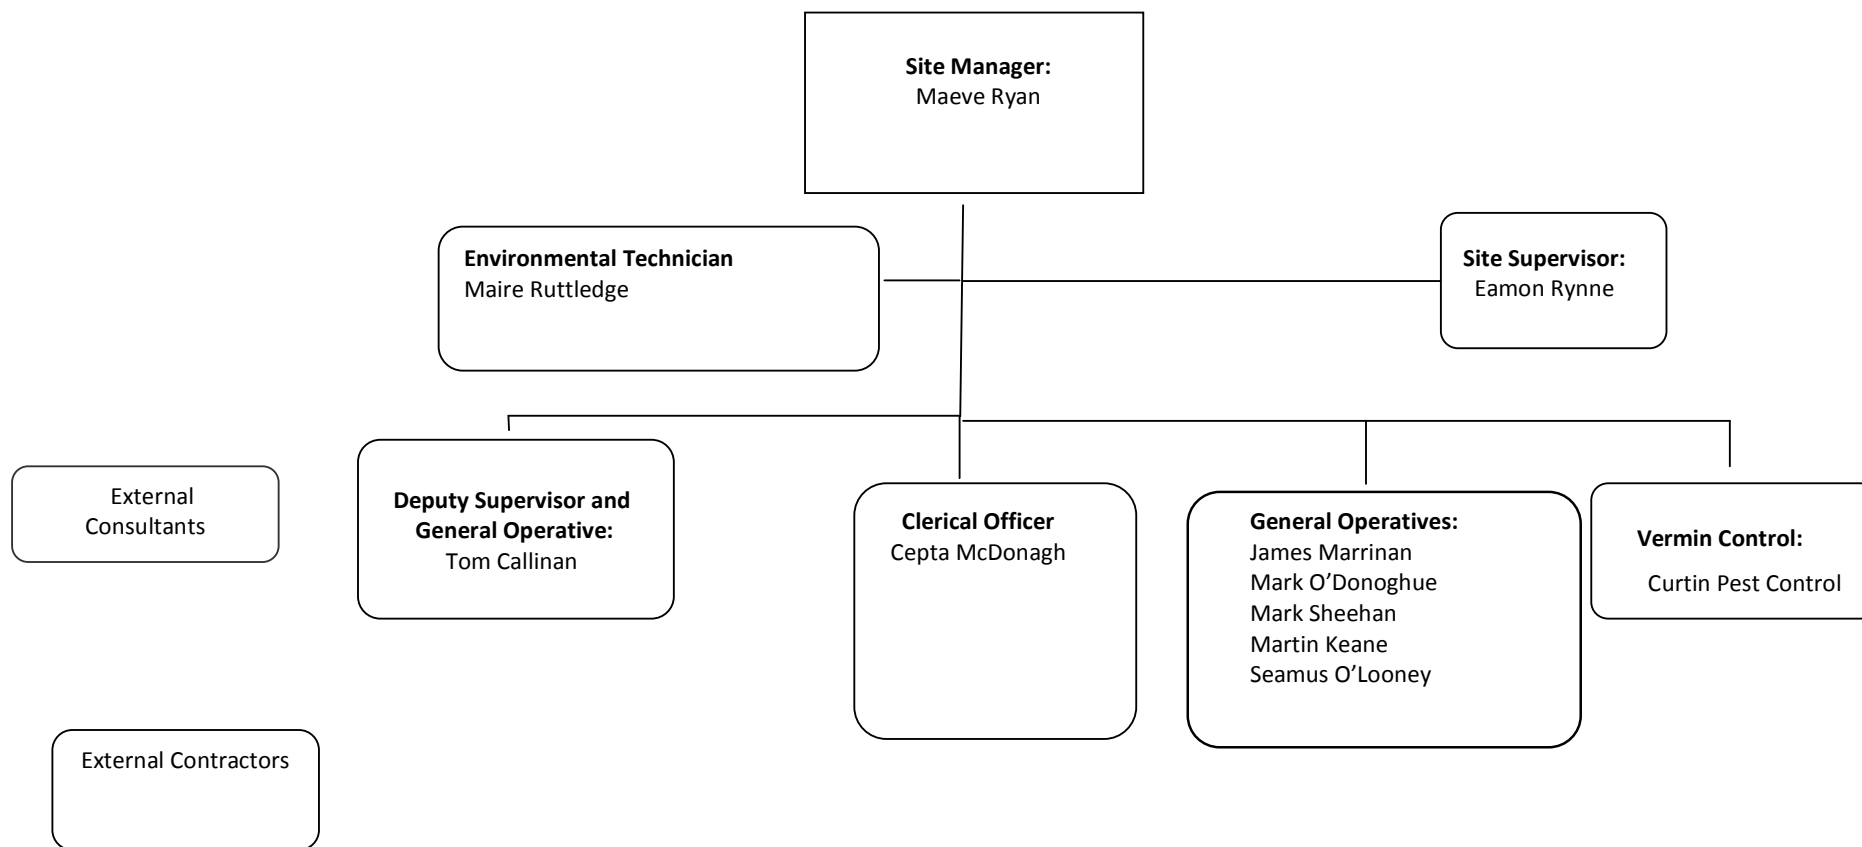 Site Manager:
Maeve Ryan
Environmental Technician
Maire Ruttledge
Site Supervisor:
Eamon Rynne
External
Consultants
Deputy Supervisor and
General Operative:
Tom Callinan
Clerical Officer
Cepta McDonagh
General Operatives:
James Marrinan
Mark O’Donoghue
Mark Sheehan
Martin Keane
Seamus O’Looney
Vermin Control:
Curtin Pest Control
External Contractors